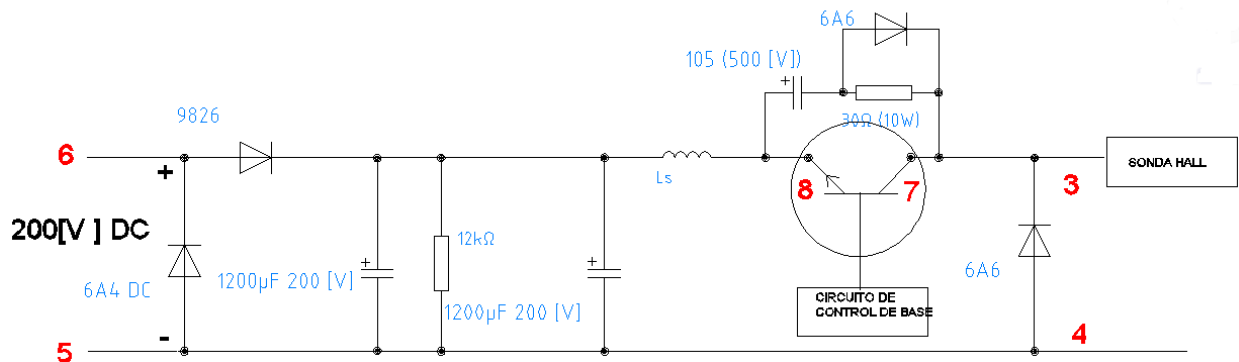 6A6
105 (500 [V])
+
30Ω (10W)
9826
6
+
Ls
8
7
3
SONDA HALL
200[V ] DC
12kΩ
+
+
6A4 DC
1200µF 200 [V]
1200µF 200 [V]
6A6
CIRCUITO DE
CONTROL DE BASE
-
5
4